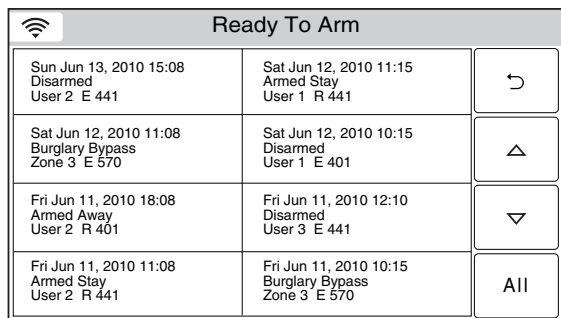 Ready To Arm
Sun Jun 13, 2010 15:08
Disarmed
User 2 E 441
Sat Jun 12, 2010 11:15
Armed Stay
User 1 R 441
Sat Jun 12, 2010 11:08
Burglary Bypass
Zone 3 E 570
Sat Jun 12, 2010 10:15
Disarmed
User 1 E 401
Fri Jun 11, 2010 18:08
Armed Away
User 2 R 401
Fri Jun 11, 2010 12:10
Disarmed
User 3 E 441
Fri Jun 11, 2010 11:08
Armed Stay
User 2 R 441
Fri Jun 11, 2010 10:15
Burglary Bypass
Zone 3 E 570
All